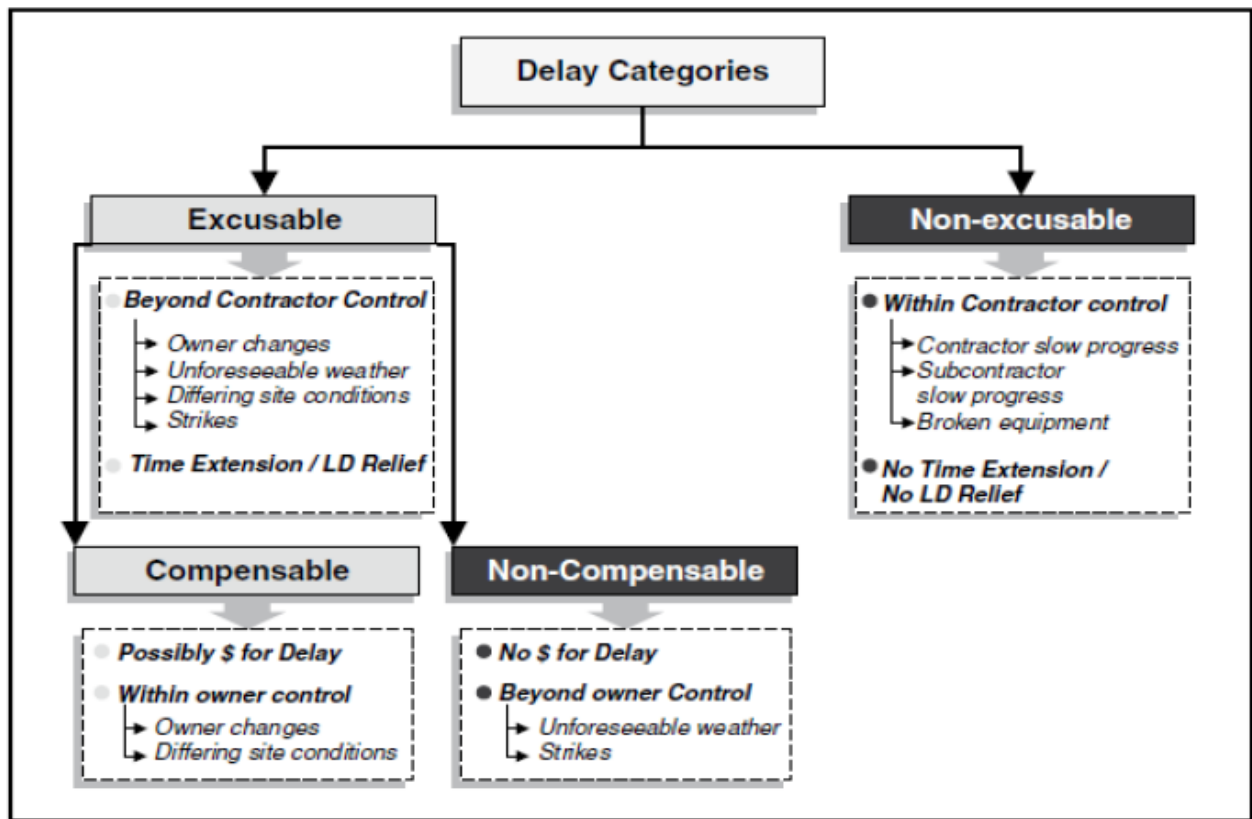 Delay Categories
Excusable
Non-excusable
Beyond Contractor Control
Owner changes
Unforeseeable weather
Differing site conditions
Strikes
Time Extension / LD Relief
Within Contractor control
Contractor slow progress
Subcontractor
slow progress
Broken equipment
No Time Extension /
No LD Relief
Compensable
Non-Compensable
Possibly $ for Delay
Within owner control
Owner changes
Differing site conditions
No $ for Delay
Beyond owner Control
Unforeseeable weather
Strikes